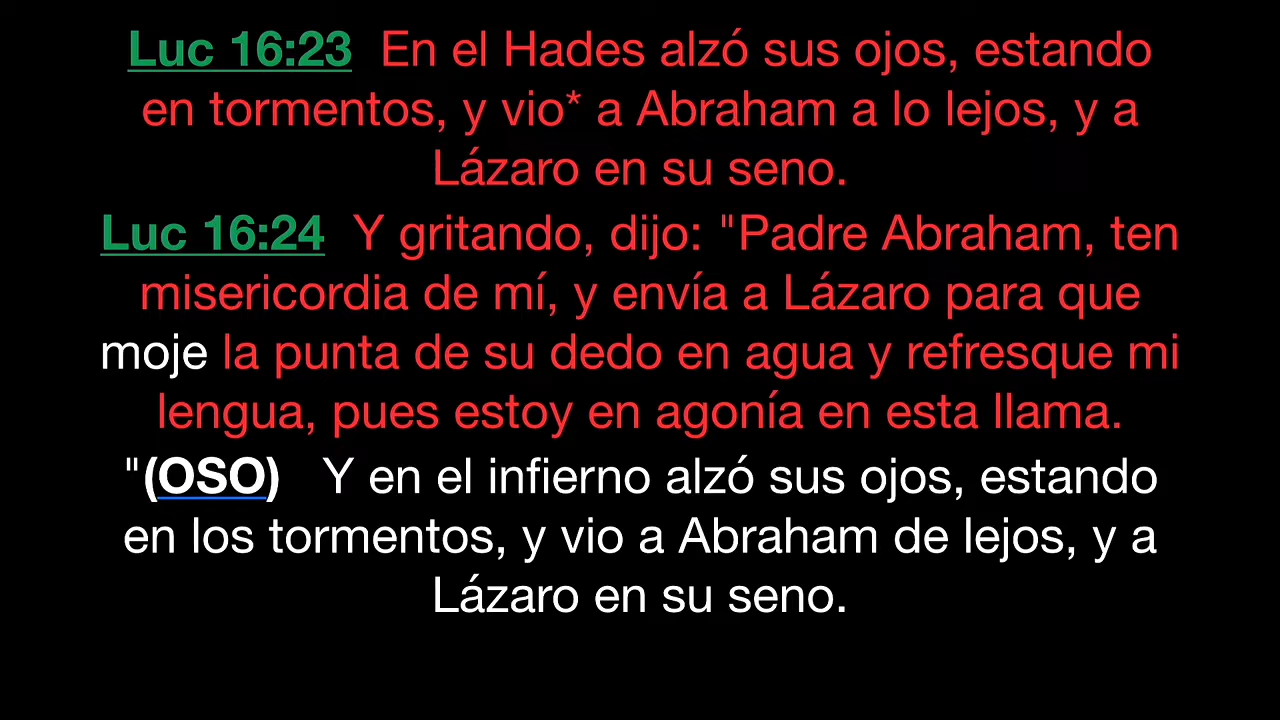 Luc 16:23 En el Hades alzó sus ojos, estando
en tormentos, y vio* a Abraham a lo lejos, y a
Lázaro en su seno.
Luc 16:24 Y gritando, dijo: "Padre Abraham, ten
misericordia de mí, y envía a Lázaro para que
moje la punta de su dedo en agua y refresque mi
lengua, pues estoy en agonía en esta llama.
"(OSO) Y en el infierno alzó sus ojos, estando
en los tormentos, y vio a Abraham de lejos, y a
Lázaro en su seno.